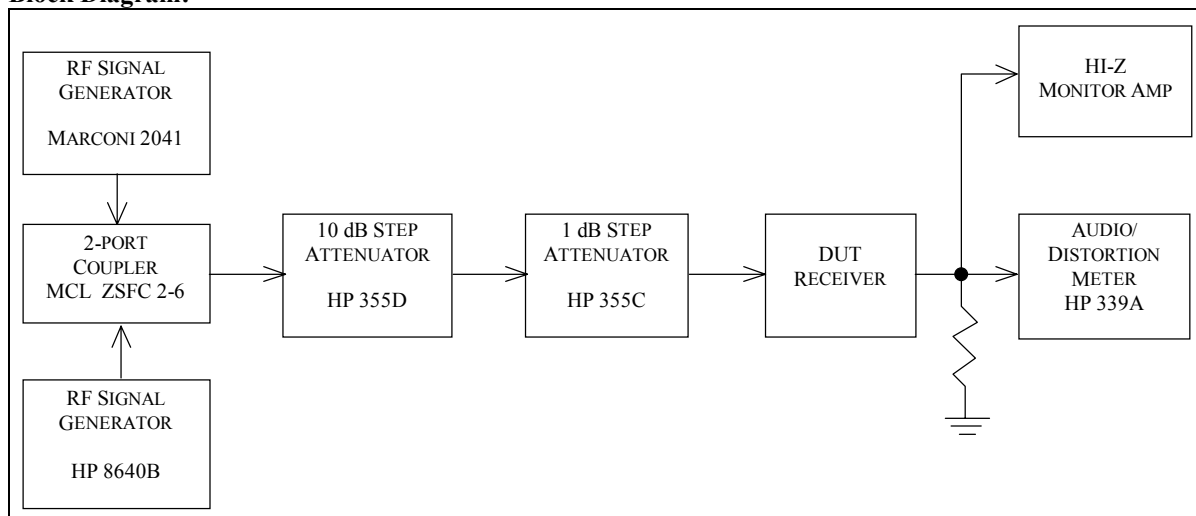 Block Diagram:
RF SIGNAL
GENERATOR
MARCONI 2041
2-PORT
COUPLER
MCL ZSFC 2-6
RF SIGNAL
GENERATOR
HP 8640B
10 dB STEP
ATTENUATOR
HP 355D
1 dB STEP
ATTENUATOR
HP 355C
DUT
RECEIVER
HI-Z
MONITOR AMP
AUDIO/
DISTORTION
METER
HP 339A